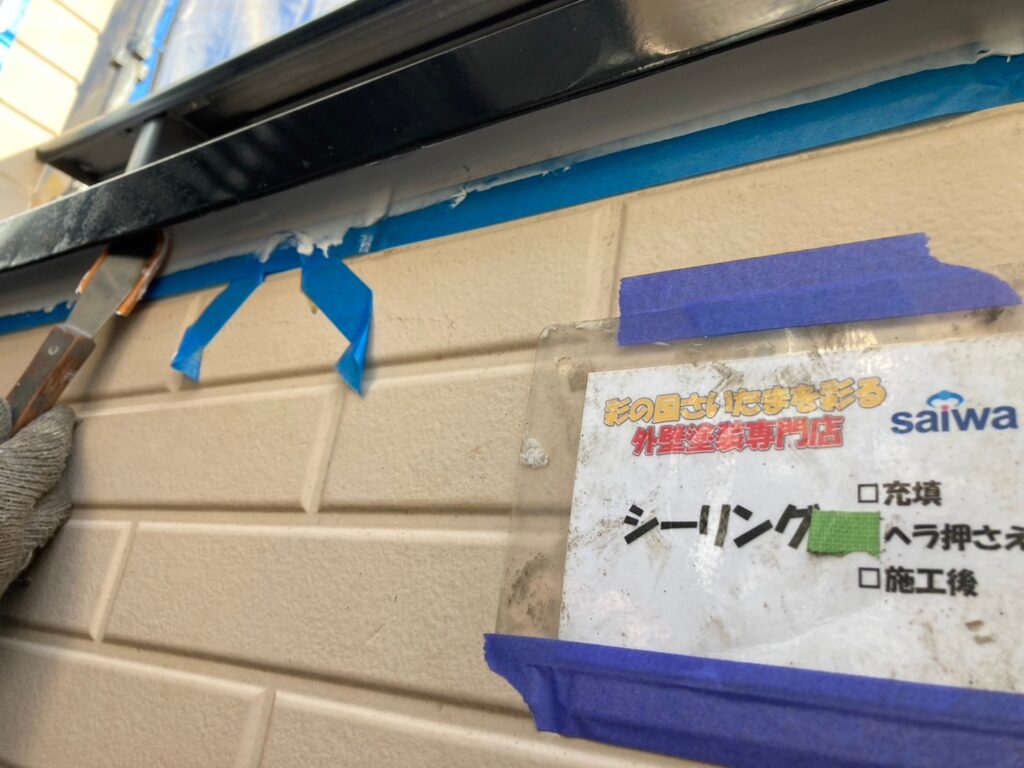 彩の国さいたまを彩る
外壁塗装専門店
saiwa
シーリング
□充填
ヘラ押さえ
□施工後